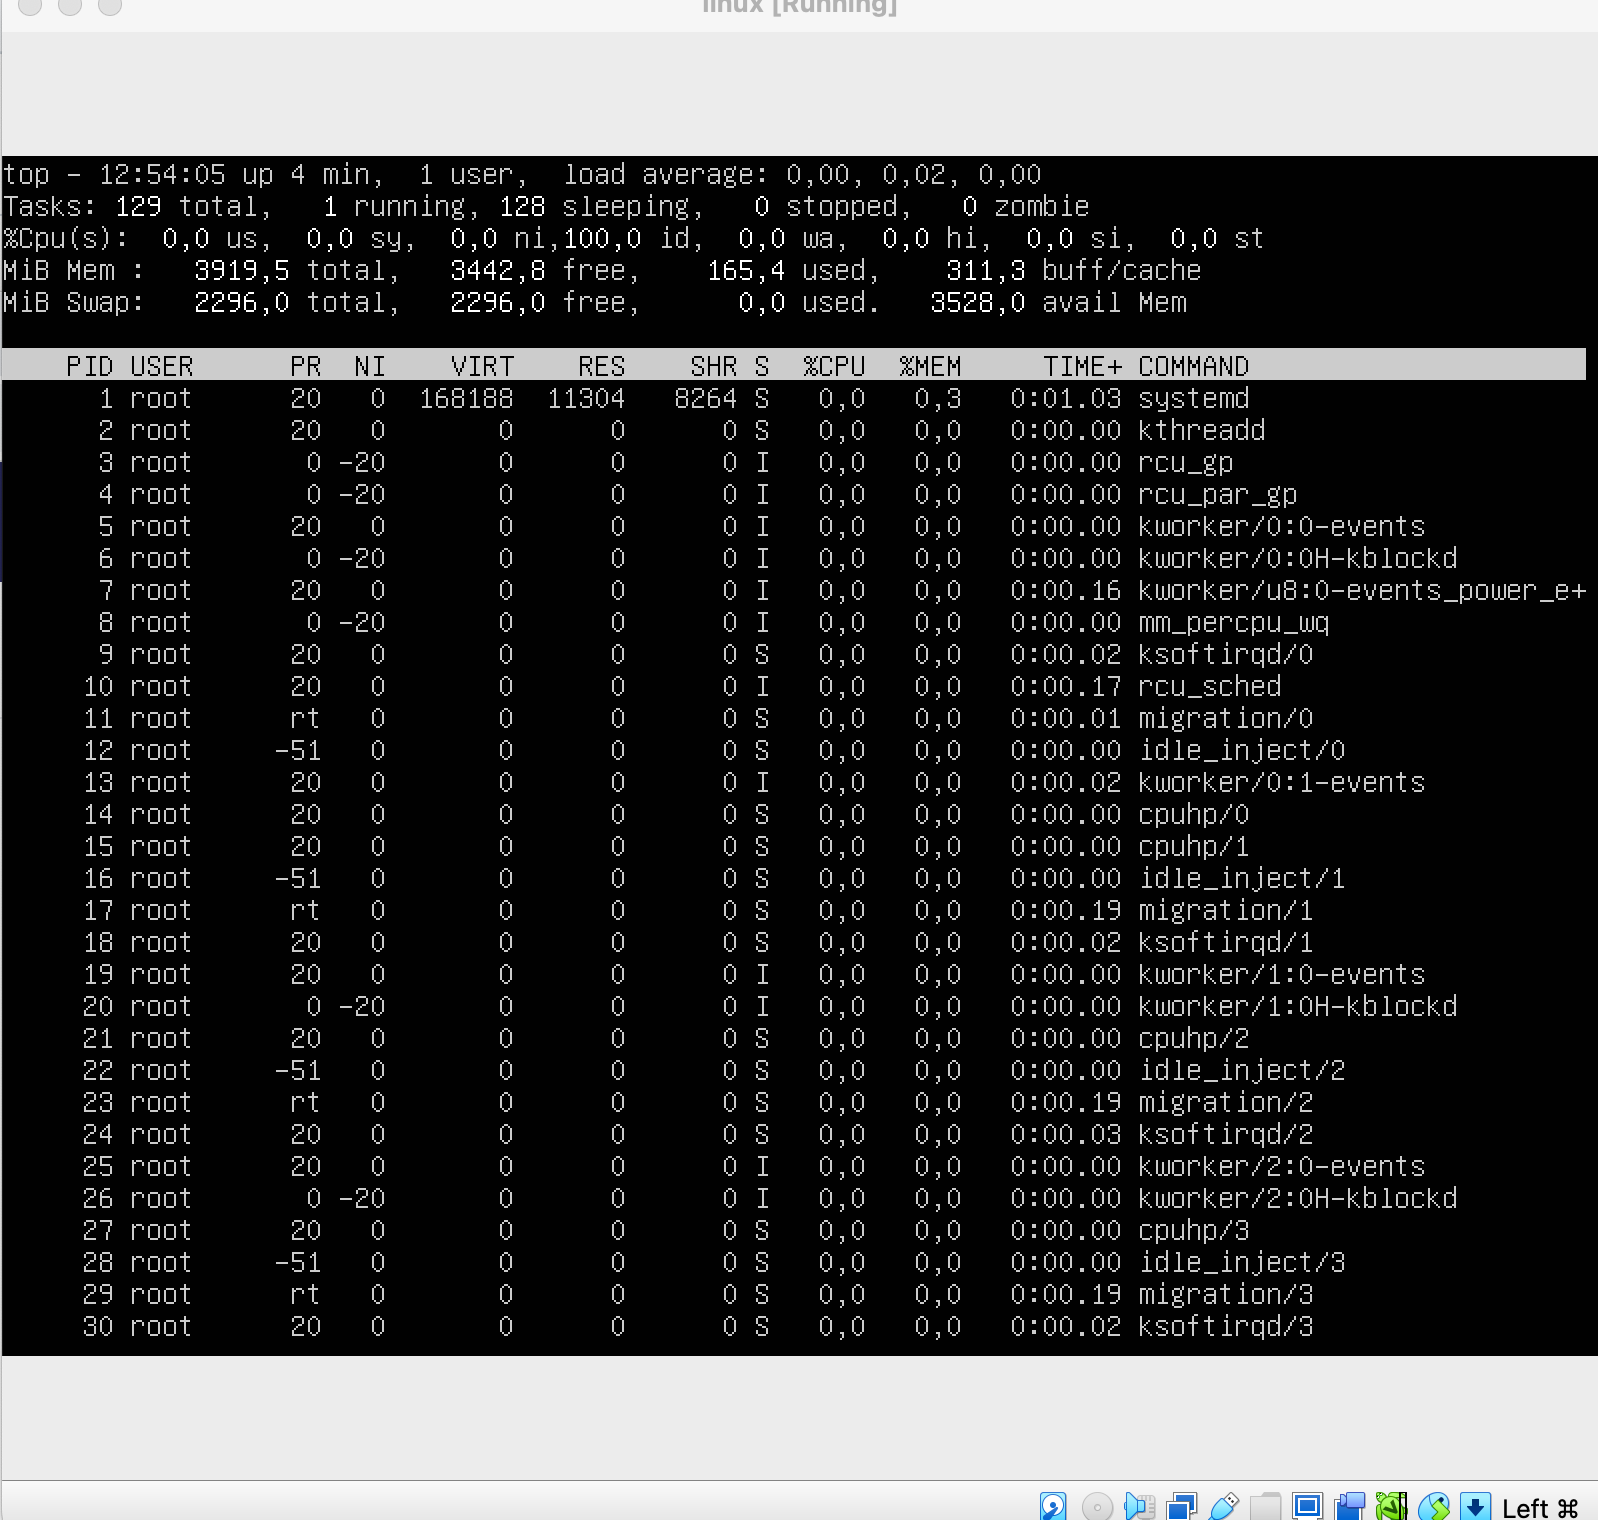 linux [Running]
top - 12:54:05 up 4 min,  1 user,  load average: 0,00, 0,02, 0,00
Tasks: 129 total,   1 running, 128 sleeping,   0 stopped,   0 zombie
%Cpu(s):  0,0 us,  0,0 sy,  0,0 ni,100,0 id,  0,0 wa,  0,0 hi,  0,0 si,  0,0 st
MiB Mem :   3919,5 total,   3442,8 free,    165,4 used,    311,3 buff/cache
MiB Swap:   2296,0 total,   2296,0 free,      0,0 used.   3528,0 avail Mem
PID USER      PR  NI    VIRT    RES    SHR S  %CPU  %MEM     TIME+ COMMAND
1 root      20   0  168188  11304   8264 S   0,0   0,3   0:01.03 systemd
2 root      20   0       0      0      0 S   0,0   0,0   0:00.00 kthreadd
3 root       0 -20       0      0      0 I   0,0   0,0   0:00.00 rcu_gp
4 root       0 -20       0      0      0 I   0,0   0,0   0:00.00 rcu_par_gp
5 root      20   0       0      0      0 I   0,0   0,0   0:00.00 kworker/0:0-events
6 root       0 -20       0      0      0 I   0,0   0,0   0:00.00 kworker/0:0H-kblockd
7 root      20   0       0      0      0 I   0,0   0,0   0:00.16 kworker/u8:0-events_power_e+
8 root       0 -20       0      0      0 I   0,0   0,0   0:00.00 mm_percpu_wq
9 root      20   0       0      0      0 S   0,0   0,0   0:00.02 ksoftirqd/0
10 root      20   0       0      0      0 I   0,0   0,0   0:00.17 rcu_sched
11 root      rt   0       0      0      0 S   0,0   0,0   0:00.01 migration/0
12 root     -51   0       0      0      0 S   0,0   0,0   0:00.00 idle_inject/0
13 root      20   0       0      0      0 I   0,0   0,0   0:00.02 kworker/0:1-events
14 root      20   0       0      0      0 S   0,0   0,0   0:00.00 cpuhp/0
15 root      20   0       0      0      0 S   0,0   0,0   0:00.00 cpuhp/1
16 root     -51   0       0      0      0 S   0,0   0,0   0:00.00 idle_inject/1
17 root      rt   0       0      0      0 S   0,0   0,0   0:00.19 migration/1
18 root      20   0       0      0      0 S   0,0   0,0   0:00.02 ksoftirqd/1
19 root      20   0       0      0      0 I   0,0   0,0   0:00.00 kworker/1:0-events
20 root       0 -20       0      0      0 I   0,0   0,0   0:00.00 kworker/1:0H-kblockd
21 root      20   0       0      0      0 S   0,0   0,0   0:00.00 cpuhp/2
22 root     -51   0       0      0      0 S   0,0   0,0   0:00.00 idle_inject/2
23 root      rt   0       0      0      0 S   0,0   0,0   0:00.19 migration/2
24 root      20   0       0      0      0 S   0,0   0,0   0:00.03 ksoftirqd/2
25 root      20   0       0      0      0 I   0,0   0,0   0:00.00 kworker/2:0-events
26 root       0 -20       0      0      0 I   0,0   0,0   0:00.00 kworker/2:0H-kblockd
27 root      20   0       0      0      0 S   0,0   0,0   0:00.00 cpuhp/3
28 root     -51   0       0      0      0 S   0,0   0,0   0:00.00 idle_inject/3
29 root      rt   0       0      0      0 S   0,0   0,0   0:00.19 migration/3
30 root      20   0       0      0      0 S   0,0   0,0   0:00.02 ksoftirqd/3
Left ⌘